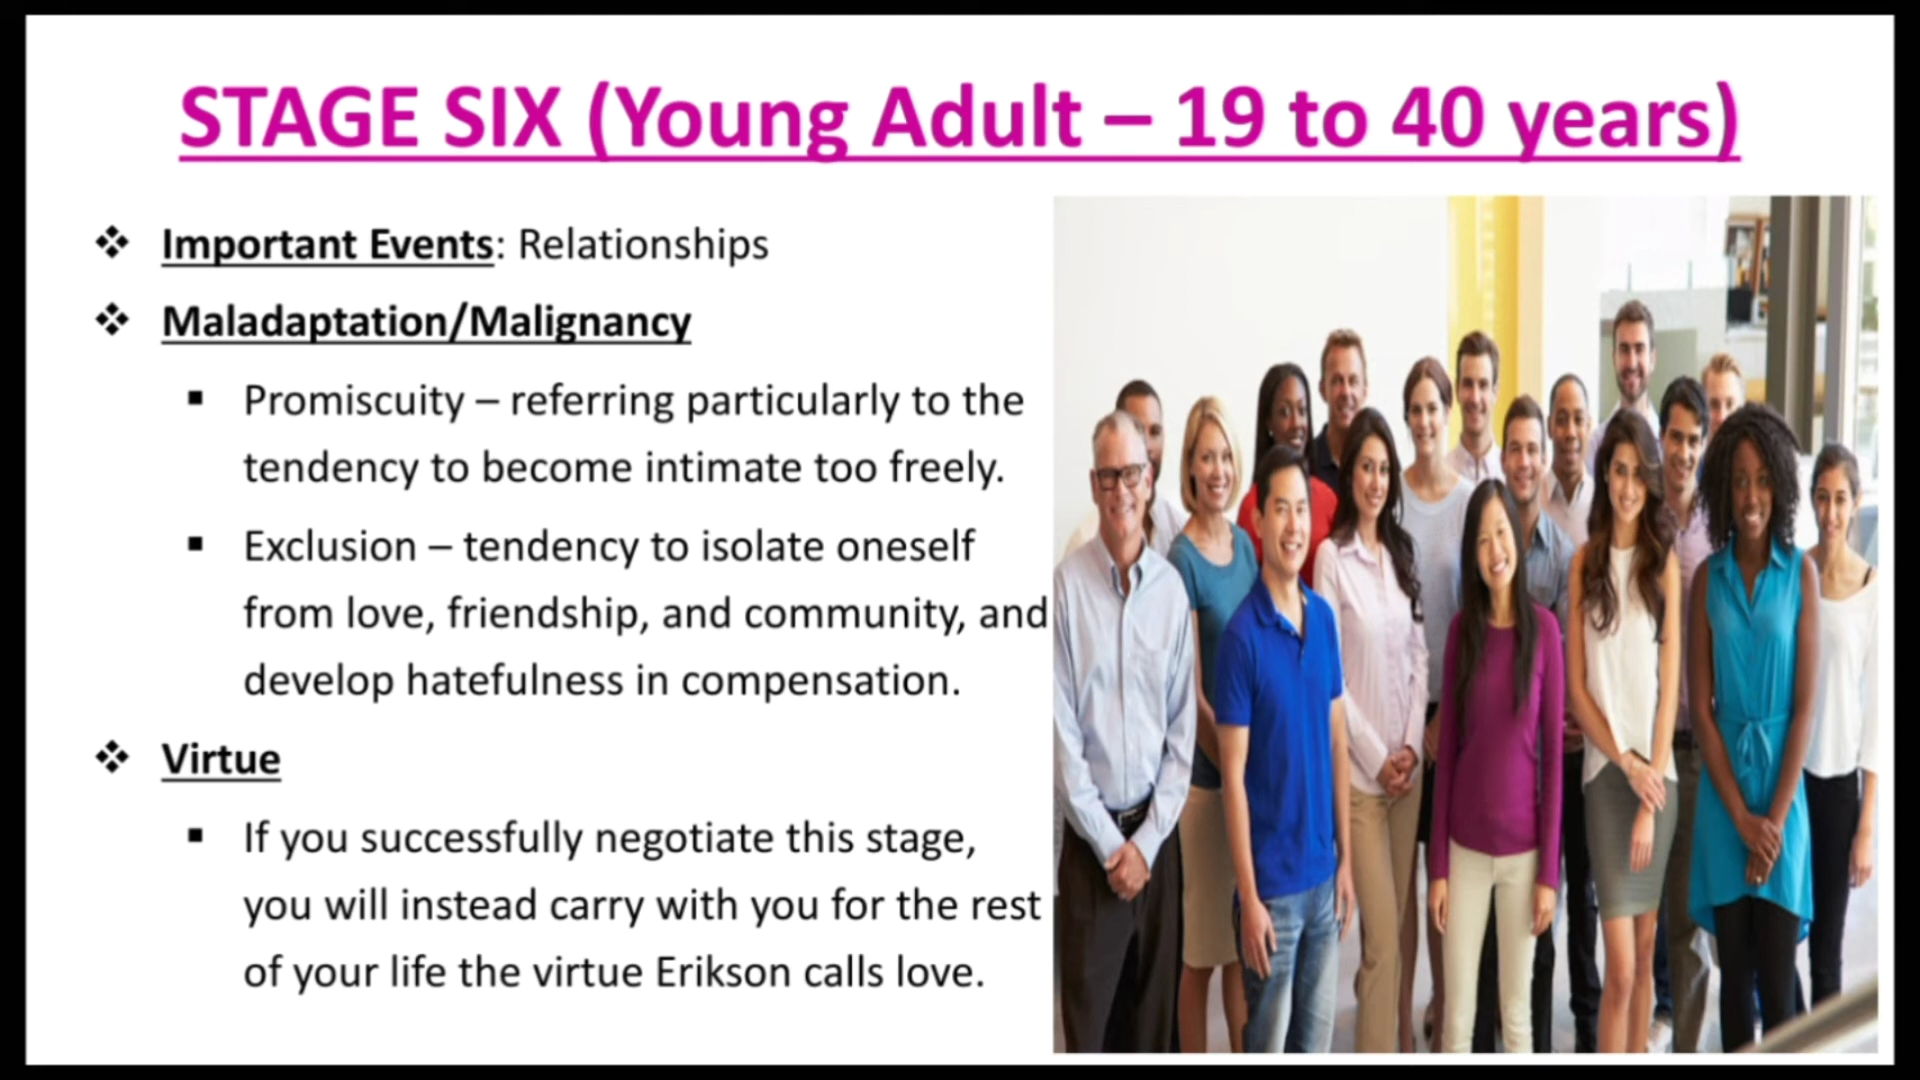 STAGE SIX (Young Adult – 19 to 40 years)
❖ Important Events: Relationships
❖ Maladaptation/Malignancy
▪ Promiscuity – referring particularly to the
tendency to become intimate too freely.
▪ Exclusion – tendency to isolate oneself
from love, friendship, and community, and
develop hatefulness in compensation.
❖ Virtue
▪ If you successfully negotiate this stage,
you will instead carry with you for the rest
of your life the virtue Erikson calls love.